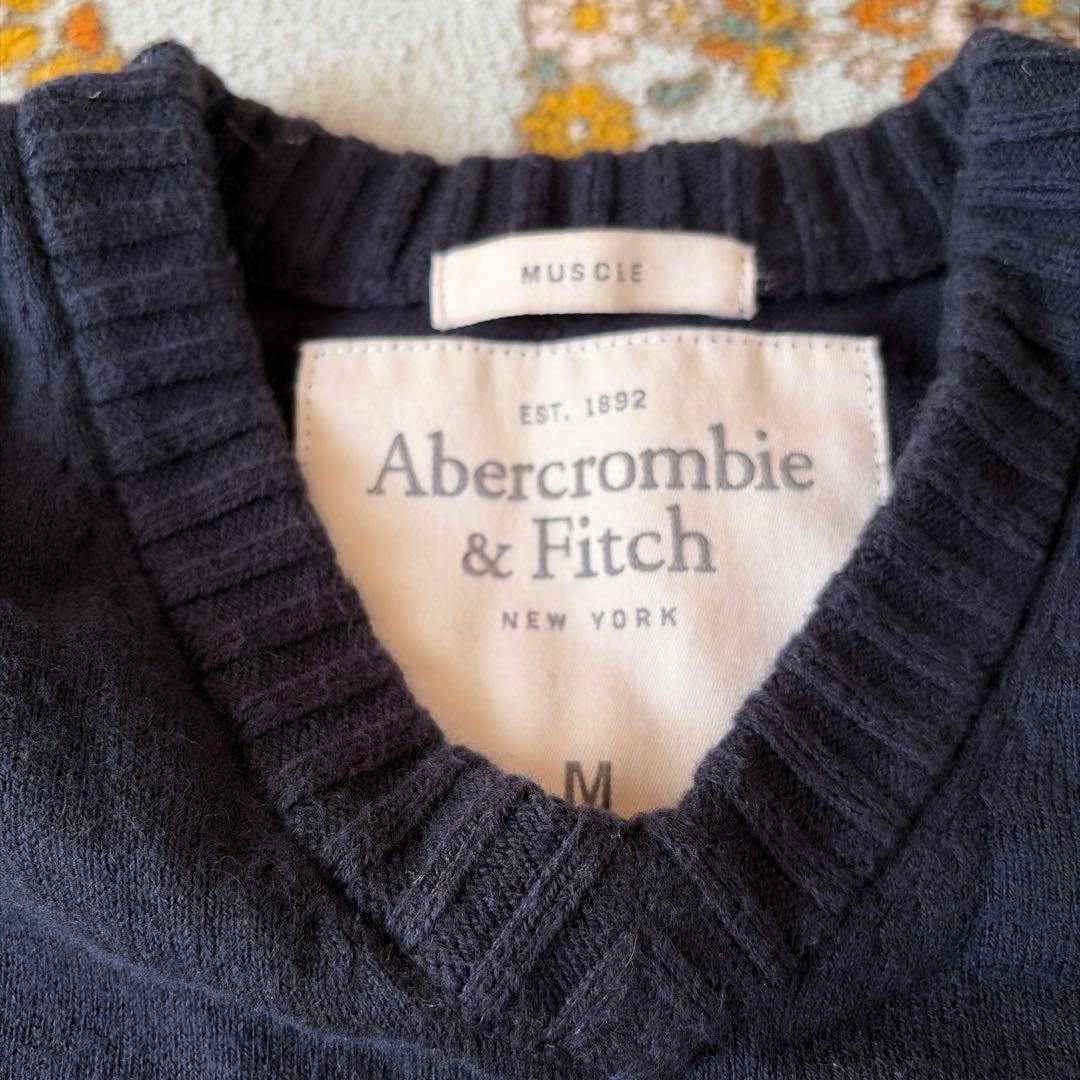 MUSCLE
EST. 1892
Abercrombie
& Fitch
NEW YORK
M